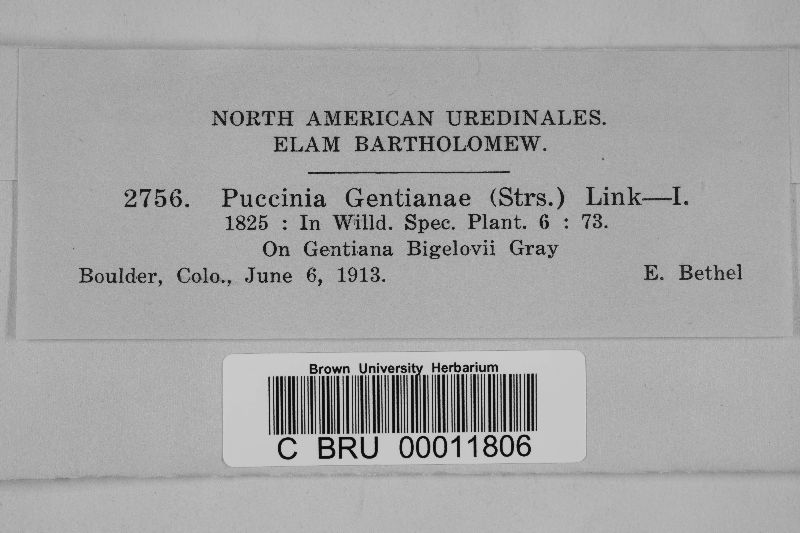 NORTH AMERICAN UREDINALES.
ELAM BARTHOLOMEW.
2756. Puccinia Gentianae (Strs.) Link—I.
1825 : In Willd. Spec. Plant. 6 : 73.
On Gentiana Bigelovii Gray
Boulder, Colo., June 6, 1913. E. Bethel
Brown University Herbarium
C BRU 00011806